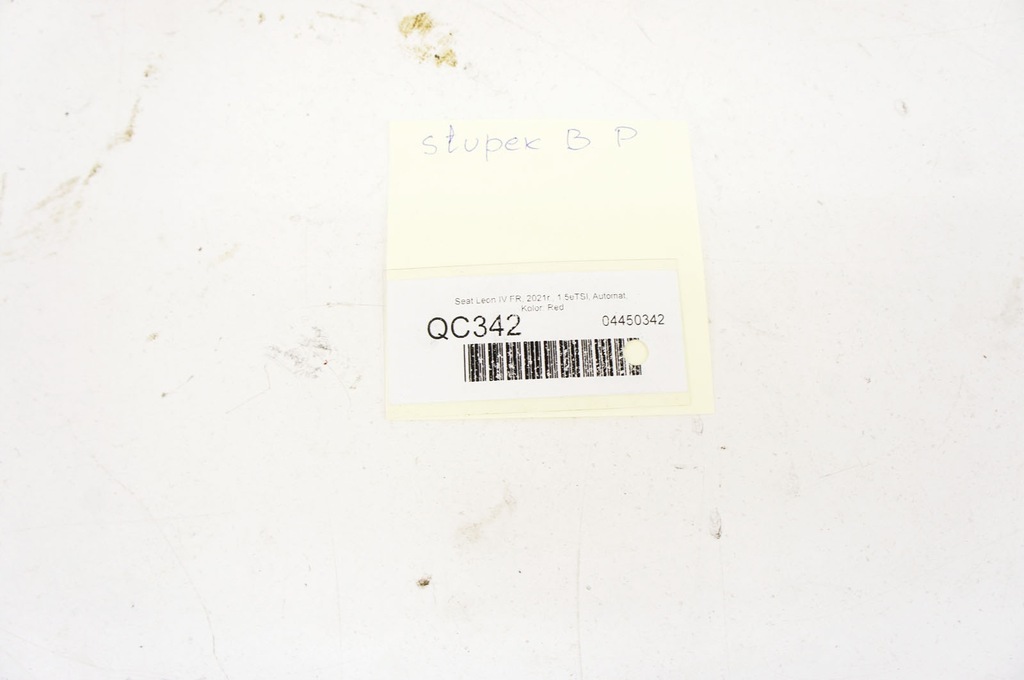 słupek B P
Seat Leon IV FR, 2021r., 1.5eTSI, Automat,
Kolor: Red
QC342 04450342